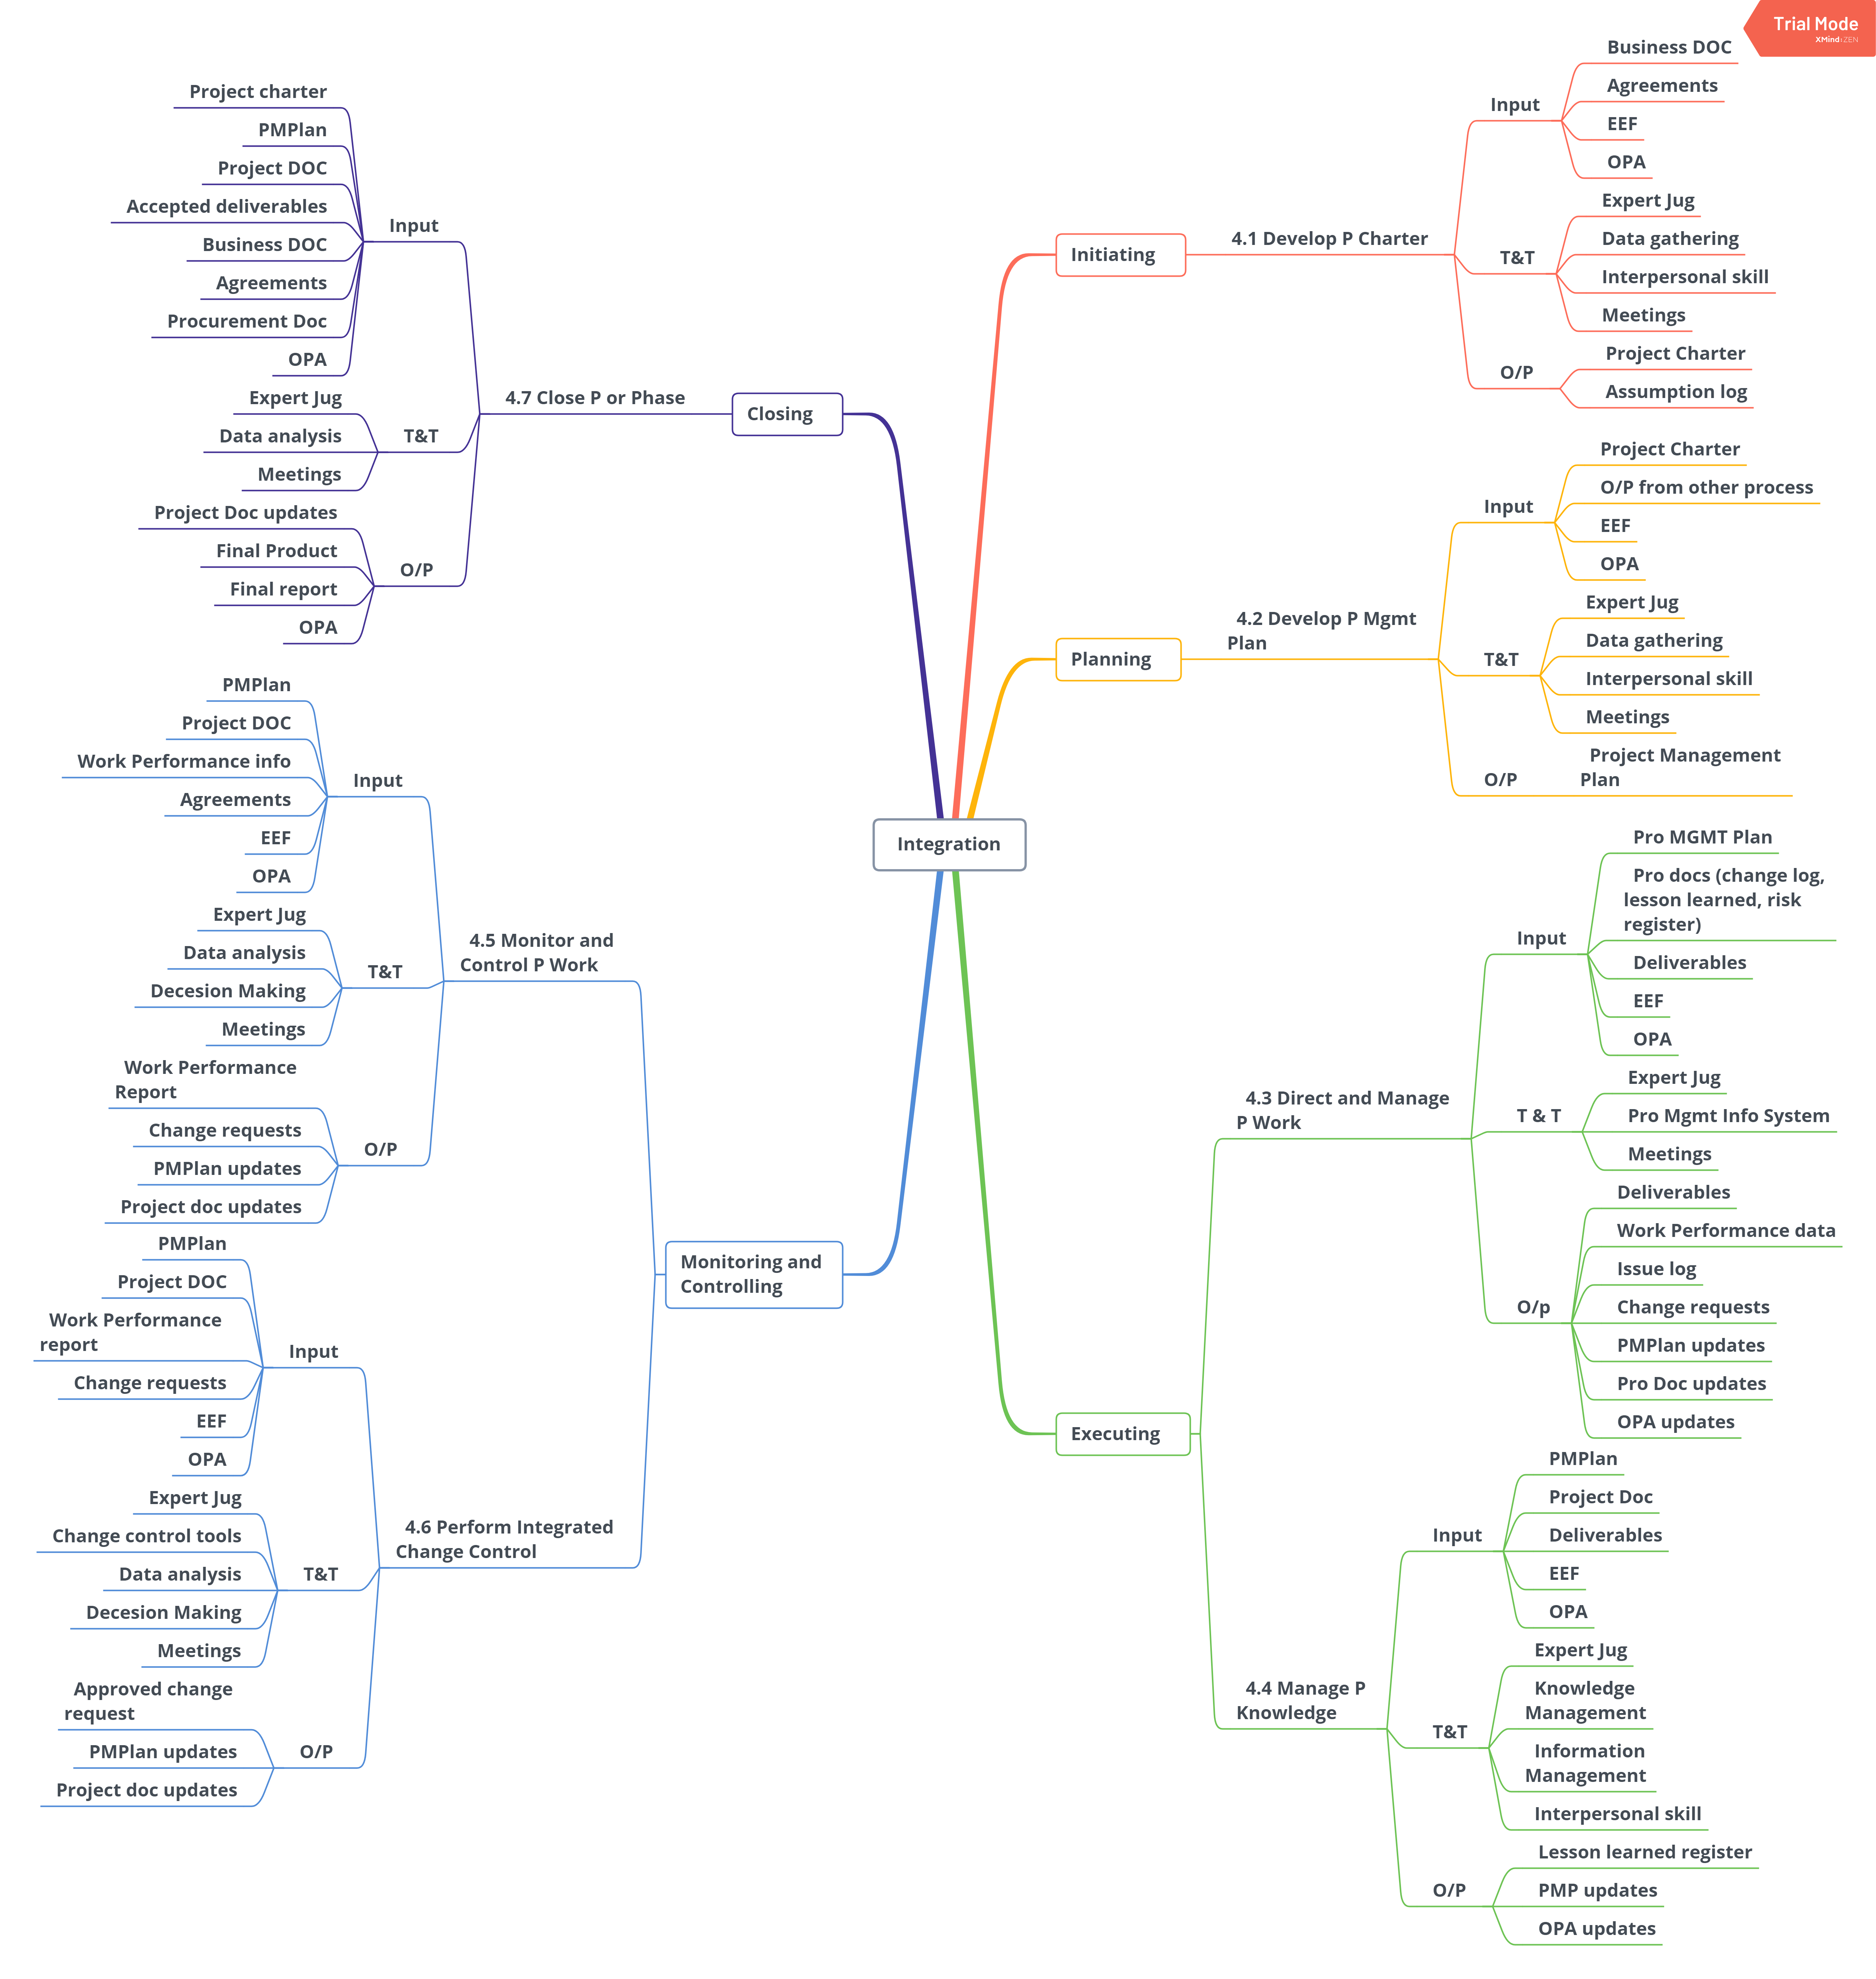 Trial Mode
XMind:ZEN
Integration
Initiating
4.1 Develop P Charter
Input
Business DOC
Agreements
EEF
OPA
T&T
Expert Jug
Data gathering
Interpersonal skill
Meetings
O/P
Project Charter
Assumption log
Planning
4.2 Develop P Mgmt
Plan
Input
Project Charter
O/P from other process
EEF
OPA
T&T
Expert Jug
Data gathering
Interpersonal skill
Meetings
O/P
Project Management
Plan
Executing
4.3 Direct and Manage
P Work
Input
Pro MGMT Plan
Pro docs (change log,
lesson learned, risk
register)
Deliverables
EEF
OPA
T & T
Expert Jug
Pro Mgmt Info System
Meetings
O/p
Deliverables
Work Performance data
Issue log
Change requests
PMPlan updates
Pro Doc updates
OPA updates
4.4 Manage P
Knowledge
Input
PMPlan
Project Doc
Deliverables
EEF
OPA
T&T
Expert Jug
Knowledge
Management
Information
Management
Interpersonal skill
O/P
Lesson learned register
PMP updates
OPA updates
Monitoring and
Controlling
4.5 Monitor and
Control P Work
Input
PMPlan
Project DOC
Work Performance info
Agreements
EEF
OPA
T&T
Expert Jug
Data analysis
Decesion Making
Meetings
O/P
Work Performance
Report
Change requests
PMPlan updates
Project doc updates
4.6 Perform Integrated
Change Control
Input
PMPlan
Project DOC
Work Performance
report
Change requests
EEF
OPA
T&T
Expert Jug
Change control tools
Data analysis
Decesion Making
Meetings
O/P
Approved change
request
PMPlan updates
Project doc updates
Closing
4.7 Close P or Phase
Input
Project charter
PMPlan
Project DOC
Accepted deliverables
Business DOC
Agreements
Procurement Doc
OPA
T&T
Expert Jug
Data analysis
Meetings
O/P
Project Doc updates
Final Product
Final report
OPA